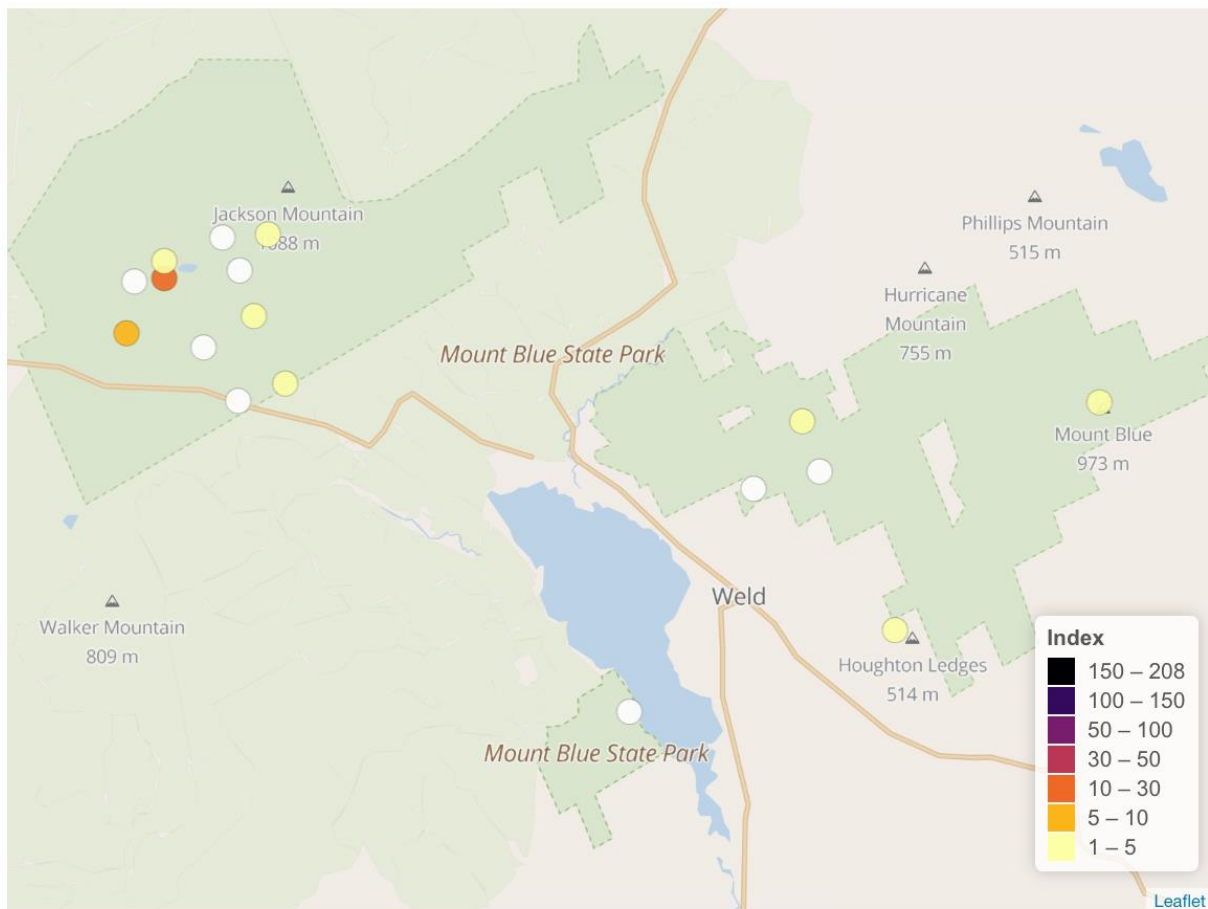 Jackson Mountain
1088 m
Phillips Mountain
515 m
Hurricane
Mountain
755 m
Mount Blue State Park
Mount Blue
973 m
Weld
Walker Mountain
809 m
Houghton Ledges
514 m
Mount Blue State Park
Index
150 – 208
100 – 150
50 – 100
30 – 50
10 – 30
5 – 10
1 – 5
Leaflet